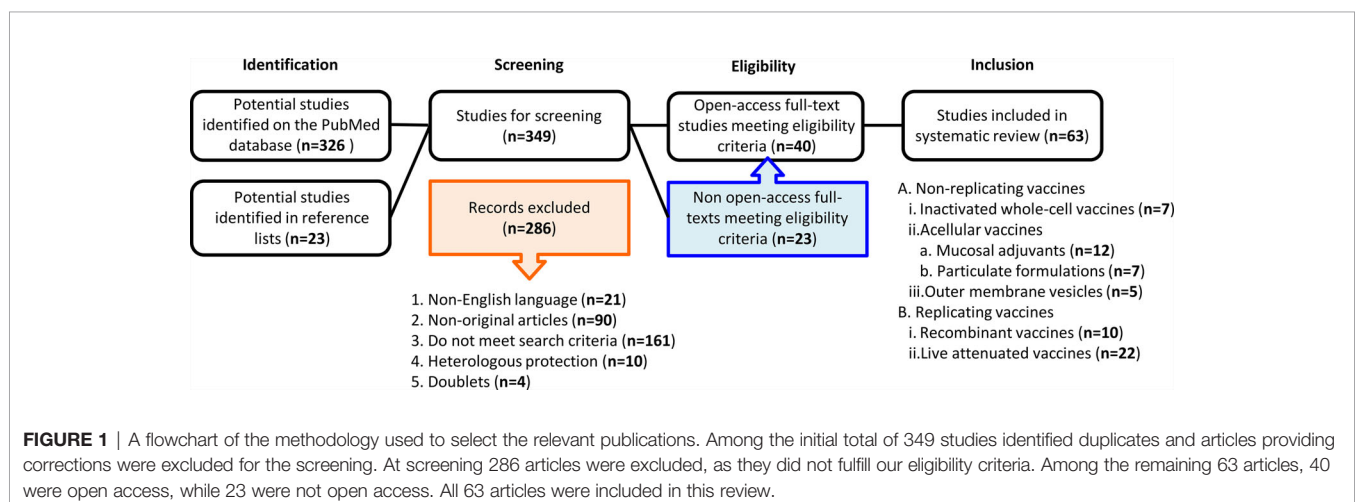 Identification
Screening
Eligibility
Inclusion
Potential studies
identified on the PubMed
database (n=326 )
Studies for screening
(n=349)
Open-access full-text
studies meeting eligibility
criteria (n=40)
Studies included in
systematic review (n=63)
Potential studies
identified in reference
lists (n=23)
Records excluded
(n=286)
Non open-access full-
texts meeting eligibility
criteria (n=23)
1. Non-English language (n=21)
2. Non-original articles (n=90)
3. Do not meet search criteria (n=161)
4. Heterologous protection (n=10)
5. Doublets (n=4)
A. Non-replicating vaccines
i. Inactivated whole-cell vaccines (n=7)
ii.Acellular vaccines
a. Mucosal adjuvants (n=12)
b. Particulate formulations (n=7)
iii.Outer membrane vesicles (n=5)
B. Replicating vaccines
i. Recombinant vaccines (n=10)
ii.Live attenuated vaccines (n=22)
FIGURE 1 | A flowchart of the methodology used to select the relevant publications. Among the initial total of 349 studies identified duplicates and articles providing
corrections were excluded for the screening. At screening 286 articles were excluded, as they did not fulfill our eligibility criteria. Among the remaining 63 articles, 40
were open access, while 23 were not open access. All 63 articles were included in this review.